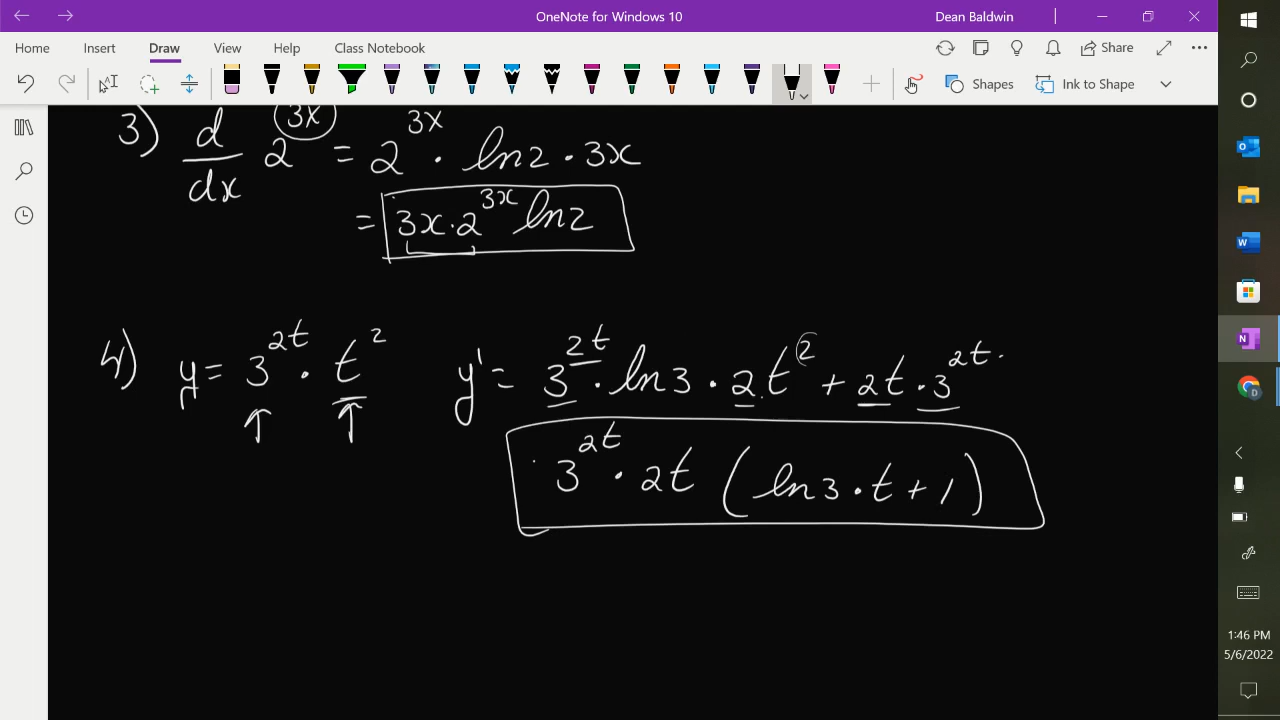 OneNote for Windows 10
Dean Baldwin
Home Insert Draw View Help Class Notebook
Share
Shapes
Ink to Shape
3) d/dx 2^(3x) = 2^(3x) · ln2 · 3x
= 3x · 2^(3x) ln2
4) y = 3^(2t) · t^2 y' = 3^(2t) · ln3 · 2t^2 + 2t · 3^(2t)
3^(2t) · 2t (ln3 · t + 1)
1:46 PM
5/6/2022